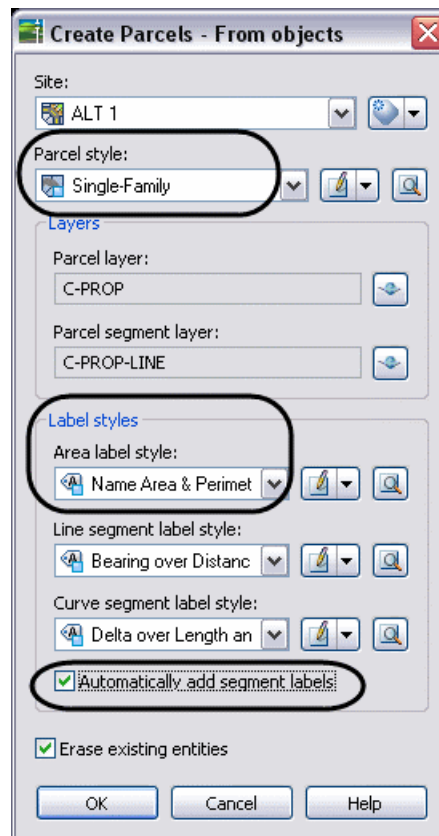 Create Parcels - From objects
Site:
ALT 1
Parcel style:
Single-Family
Layers
Parcel layer:
C-PROP
Parcel segment layer:
C-PROP-LINE
Label styles
Area label style:
Name Area & Perimet
Line segment label style:
Bearing over Distanc
Curve segment label style:
Delta over Length an
Automatically add segment labels
Erase existing entities
OK Cancel Help